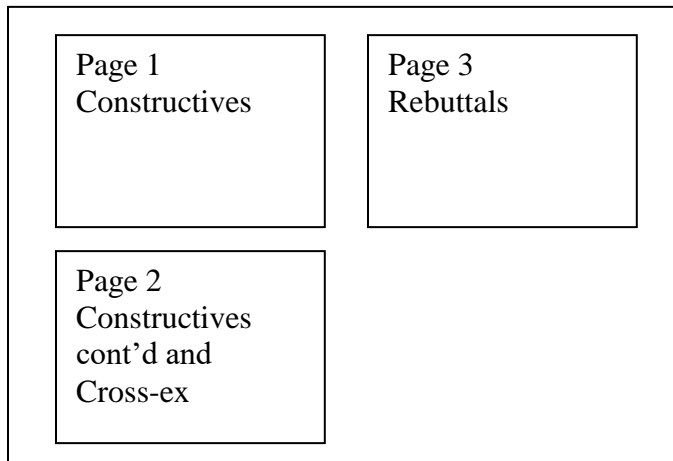 Page 1
Constructives
Page 3
Rebuttals
Page 2
Constructives
cont’d and
Cross-ex